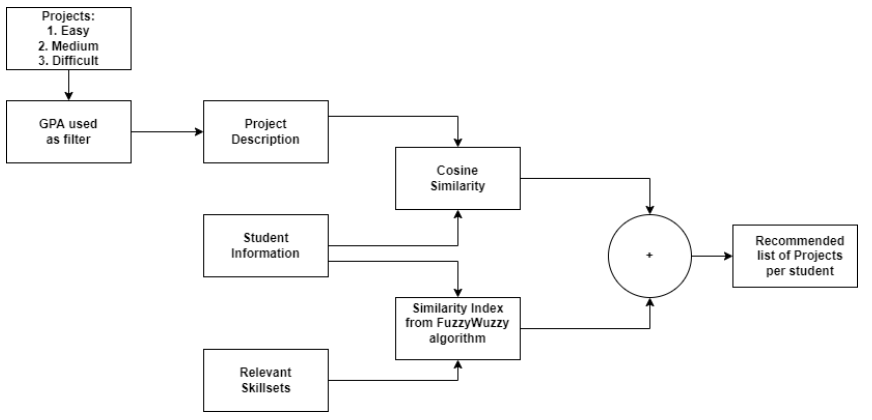 Projects:
1. Easy
2. Medium
3. Difficult
GPA used
as filter
Project
Description
Cosine
Similarity
Student
Information
+
Recommended
list of Projects
per student
Similarity Index
from FuzzyWuzzy
algorithm
Relevant
Skillsets